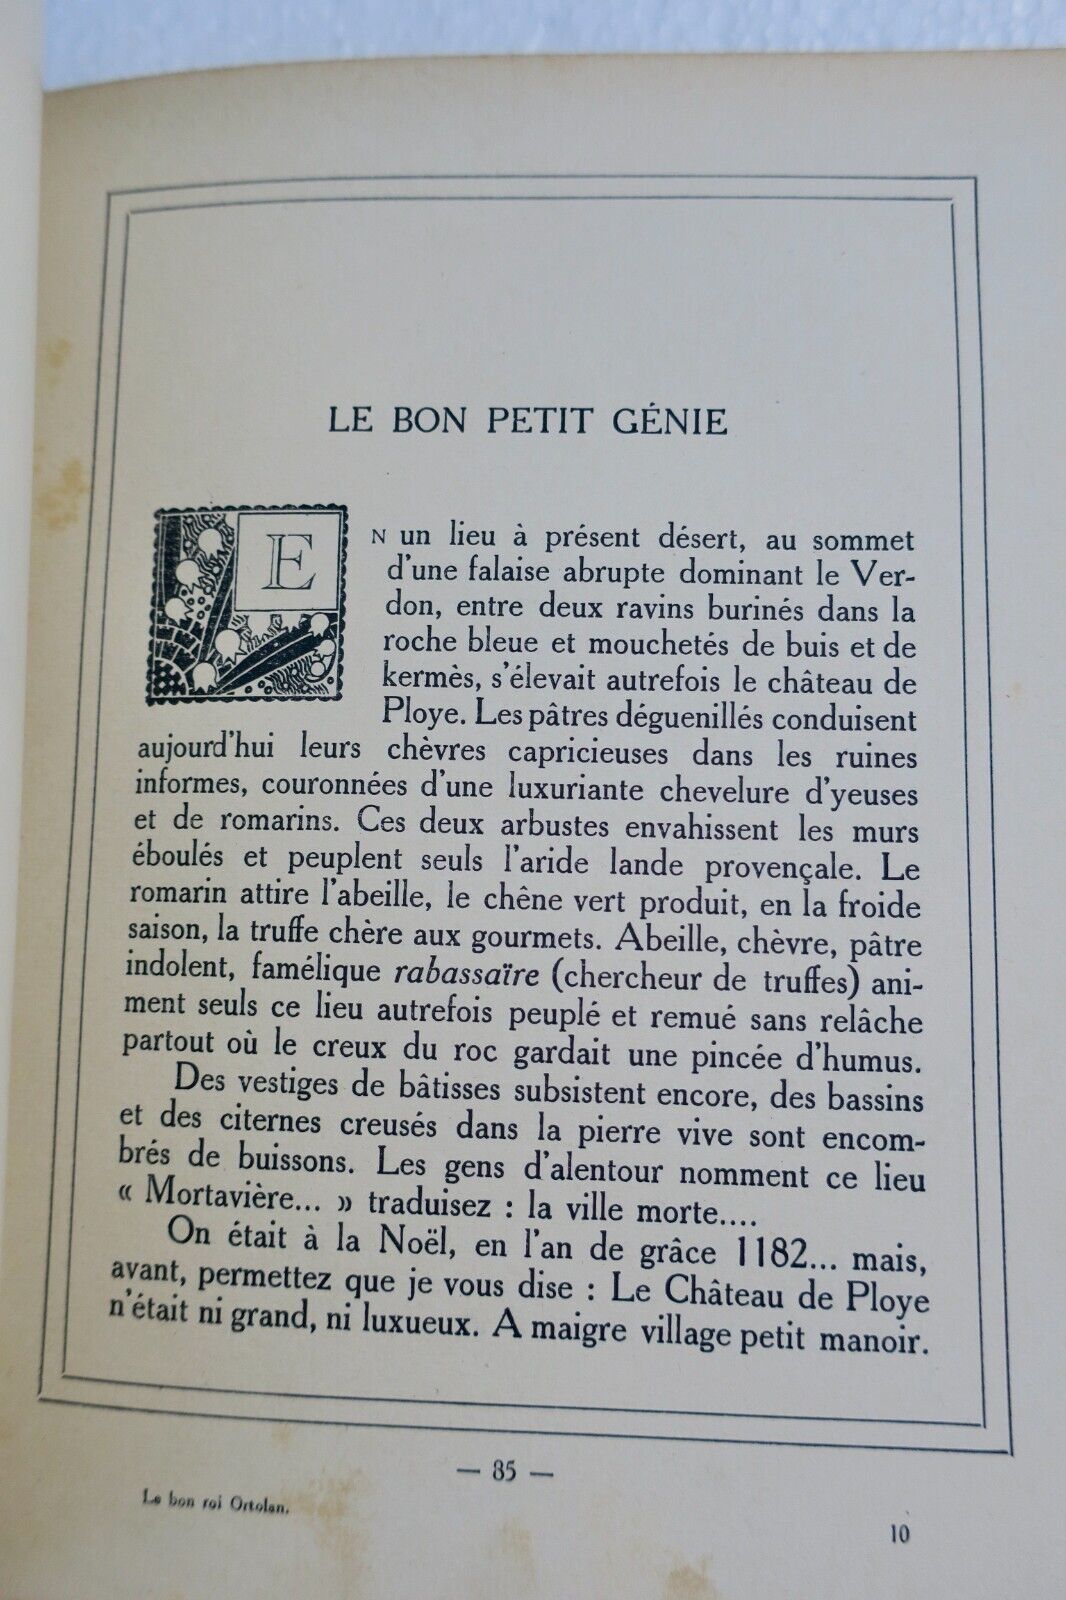 LE BON PETIT GÉNIE
EN un lieu à présent désert, au sommet
d'une falaise abrupte dominant le Ver-
don, entre deux ravins burinés dans la
roche bleue et mouchetés de buis et de
kermès, s'élevait autrefois le château de
Ploye. Les pâtres déguenillés conduisent
aujourd'hui leurs chèvres capricieuses dans les ruines
informes, couronnées d'une luxuriante chevelure d'yeuses
et de romarins. Ces deux arbustes envahissent les murs
éboulés et peuplent seuls l'aride lande provençale. Le
romarin attire l'abeille, le chêne vert produit, en la froide
saison, la truffe chère aux gourmets. Abeille, chèvre, pâtre
indolent, famélique rabassaïre (chercheur de truffes) ani-
ment seuls ce lieu autrefois peuplé et remué sans relâche
partout où le creux du roc gardait une pincée d'humus.
Des vestiges de bâtisses subsistent encore, des bassins
et des citernes creusés dans la pierre vive sont encom-
brés de buissons. Les gens d'alentour nomment ce lieu
« Mortavière... » traduisez : la ville morte....
On était à la Noël, en l'an de grâce 1182... mais,
avant, permettez que je vous dise : Le Château de Ploye
n'était ni grand, ni luxueux. A maigre village petit manoir.
— 85 —
Le bon roi Ortolan.
10